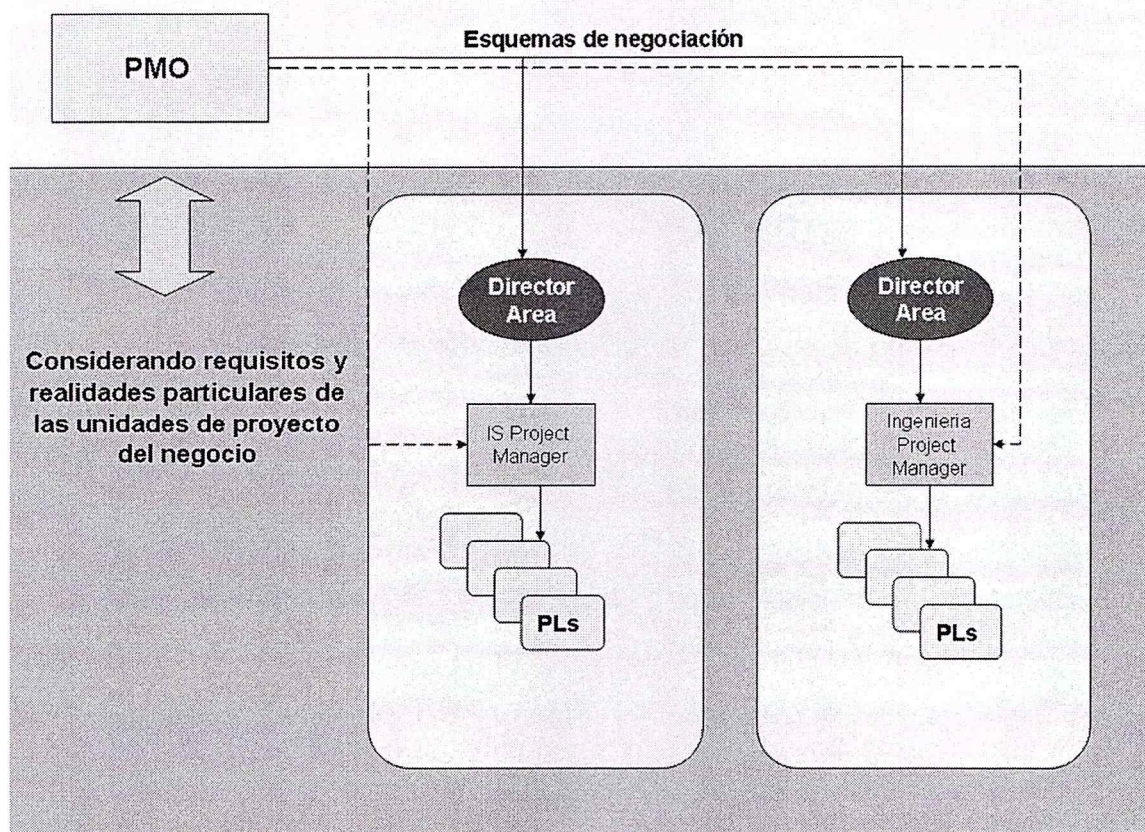 Esquemas de negociación
PMO
Director
Area
Director
Area
Considerando requisitos y
realidades particulares de
las unidades de proyecto
del negocio
IS Project
Manager
Ingenieria
Project
Manager
PLs
PLs